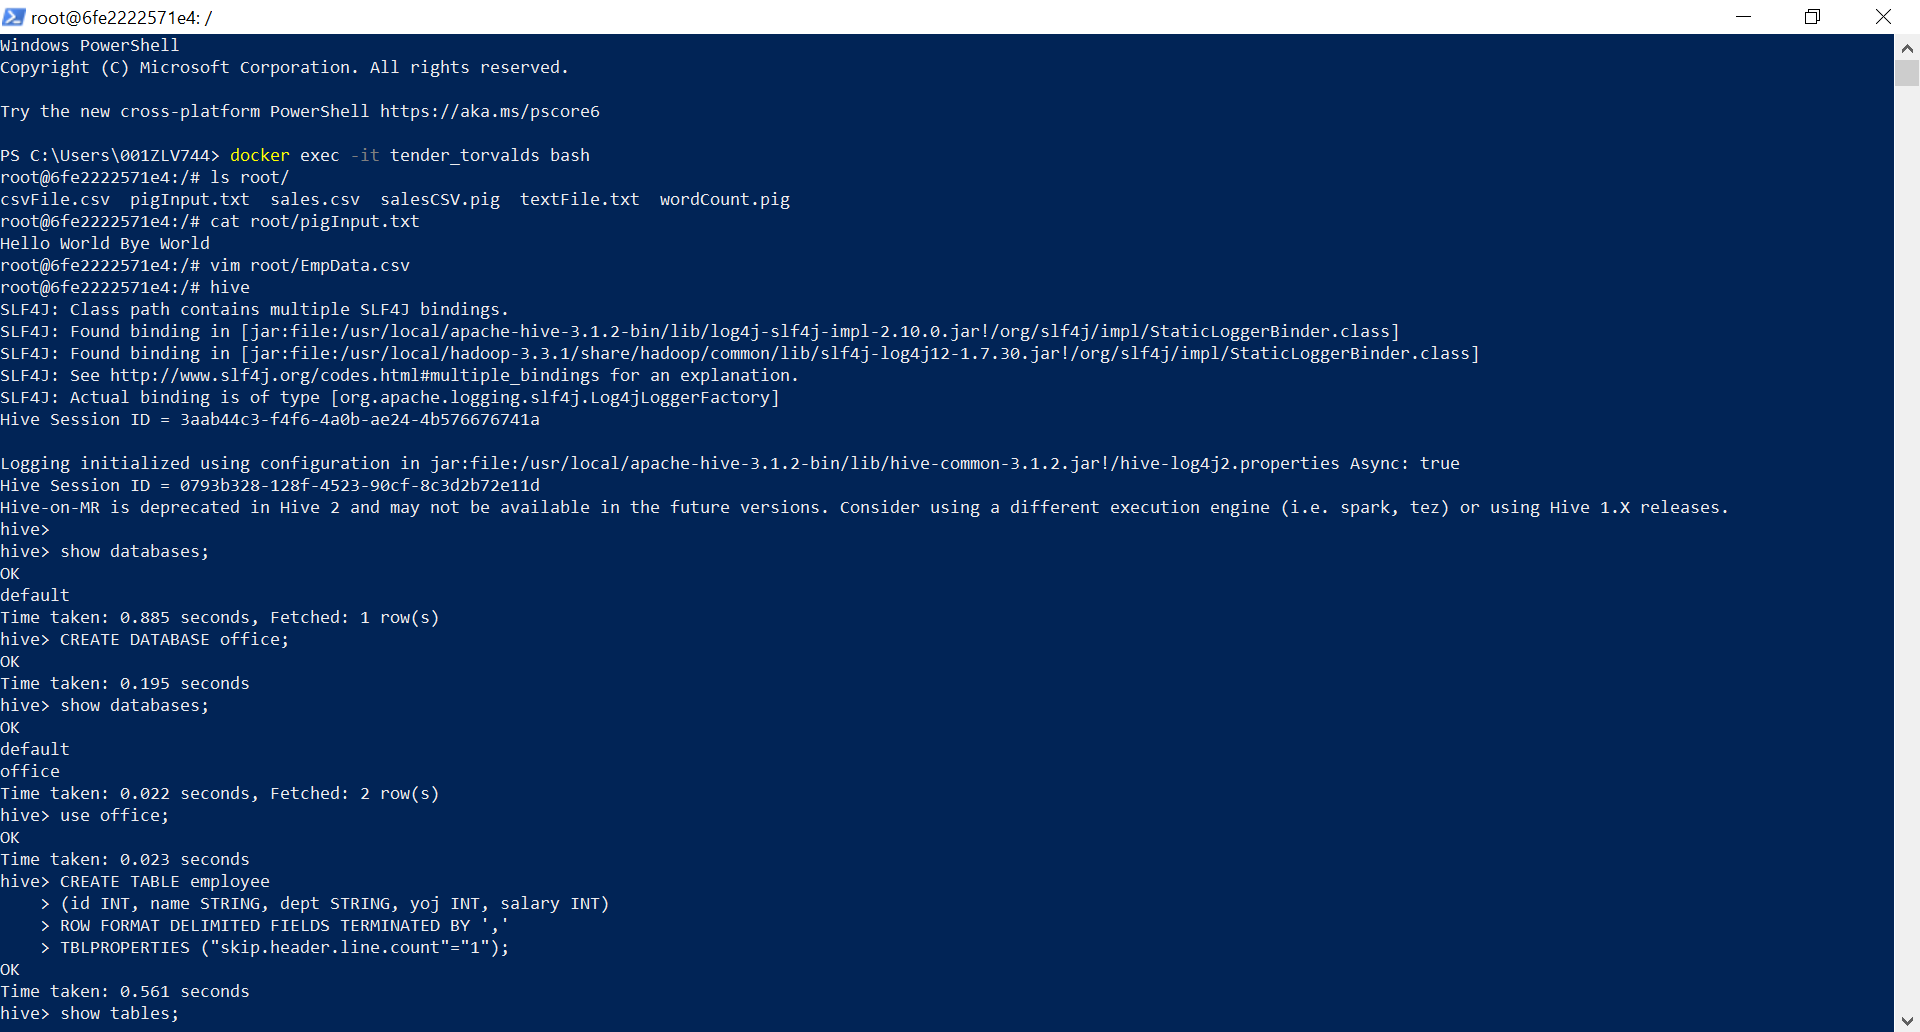 root@6fe2222571e4: /
Windows PowerShell
Copyright (C) Microsoft Corporation. All rights reserved.
Try the new cross-platform PowerShell https://aka.ms/pscore6
PS C:\Users\001ZLV744> docker exec -it tender_torvalds bash
root@6fe2222571e4:/# ls root/
csvFile.csv  pigInput.txt  sales.csv  salesCSV.pig  textFile.txt  wordCount.pig
root@6fe2222571e4:/# cat root/pigInput.txt
Hello World Bye World
root@6fe2222571e4:/# vim root/EmpData.csv
root@6fe2222571e4:/# hive
SLF4J: Class path contains multiple SLF4J bindings.
SLF4J: Found binding in [jar:file:/usr/local/apache-hive-3.1.2-bin/lib/log4j-slf4j-impl-2.10.0.jar!/org/slf4j/impl/StaticLoggerBinder.class]
SLF4J: Found binding in [jar:file:/usr/local/hadoop-3.3.1/share/hadoop/common/lib/slf4j-log4j12-1.7.30.jar!/org/slf4j/impl/StaticLoggerBinder.class]
SLF4J: See http://www.slf4j.org/codes.html#multiple_bindings for an explanation.
SLF4J: Actual binding is of type [org.apache.logging.slf4j.Log4jLoggerFactory]
Hive Session ID = 3aab44c3-f4f6-4a0b-ae24-4b576676741a
Logging initialized using configuration in jar:file:/usr/local/apache-hive-3.1.2-bin/lib/hive-common-3.1.2.jar!/hive-log4j2.properties Async: true
Hive Session ID = 0793b328-128f-4523-90cf-8c3d2b72e11d
Hive-on-MR is deprecated in Hive 2 and may not be available in the future versions. Consider using a different execution engine (i.e. spark, tez) or using Hive 1.X releases.
hive>
hive> show databases;
OK
default
Time taken: 0.885 seconds, Fetched: 1 row(s)
hive> CREATE DATABASE office;
OK
Time taken: 0.195 seconds
hive> show databases;
OK
default
office
Time taken: 0.022 seconds, Fetched: 2 row(s)
hive> use office;
OK
Time taken: 0.023 seconds
hive> CREATE TABLE employee
    > (id INT, name STRING, dept STRING, yoj INT, salary INT)
    > ROW FORMAT DELIMITED FIELDS TERMINATED BY ','
    > TBLPROPERTIES ("skip.header.line.count"="1");
OK
Time taken: 0.561 seconds
hive> show tables;